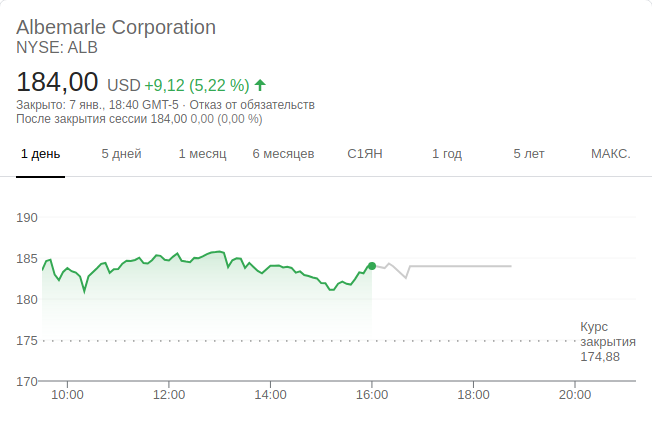 Albemarle Corporation
NYSE: ALB
184,00 USD +9,12 (5,22 %)
Закрыто: 7 янв., 18:40 GMT-5 · Отказ от обязательств
После закрытия сессии 184,00 0,00 (0,00 %)
1 день 5 дней 1 месяц 6 месяцев С1ЯН 1 год 5 лет МАКС.
190
185
180
Курс
175 закрытия
174,88
170
10:00 12:00 14:00 16:00 18:00 20:00